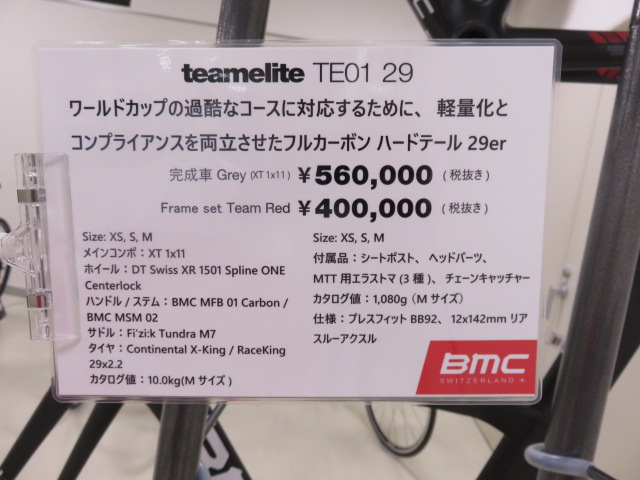 teamelite TE01 29
ワールドカップの過酷なコースに対応するために、 軽量化と
コンプライアンスを両立させたフルカーボン ハードテール 29er
完成車 Grey (XT 1x11) ￥560,000 （税抜き）
Frame set Team Red ￥400,000 （税抜き）
Size: XS, S, M
メインコンポ：XT 1x11
ホイール：DT Swiss XR 1501 Spline ONE
Centerlock
ハンドル / ステム：BMC MFB 01 Carbon /
BMC MSM 02
サドル：Fi'zi:k Tundra M7
タイヤ：Continental X-King / RaceKing
29x2.2
カタログ値：10.0kg(M サイズ )
Size: XS, S, M
付属品：シートポスト、ヘッドパーツ、
MTT 用エラストマ (3 種 )、チェーンキャッチャー
カタログ値：1,080g（M サイズ）
仕様：プレスフィット BB92、 12x142mm リア
スルーアクスル
BMC
SWITZERLAND